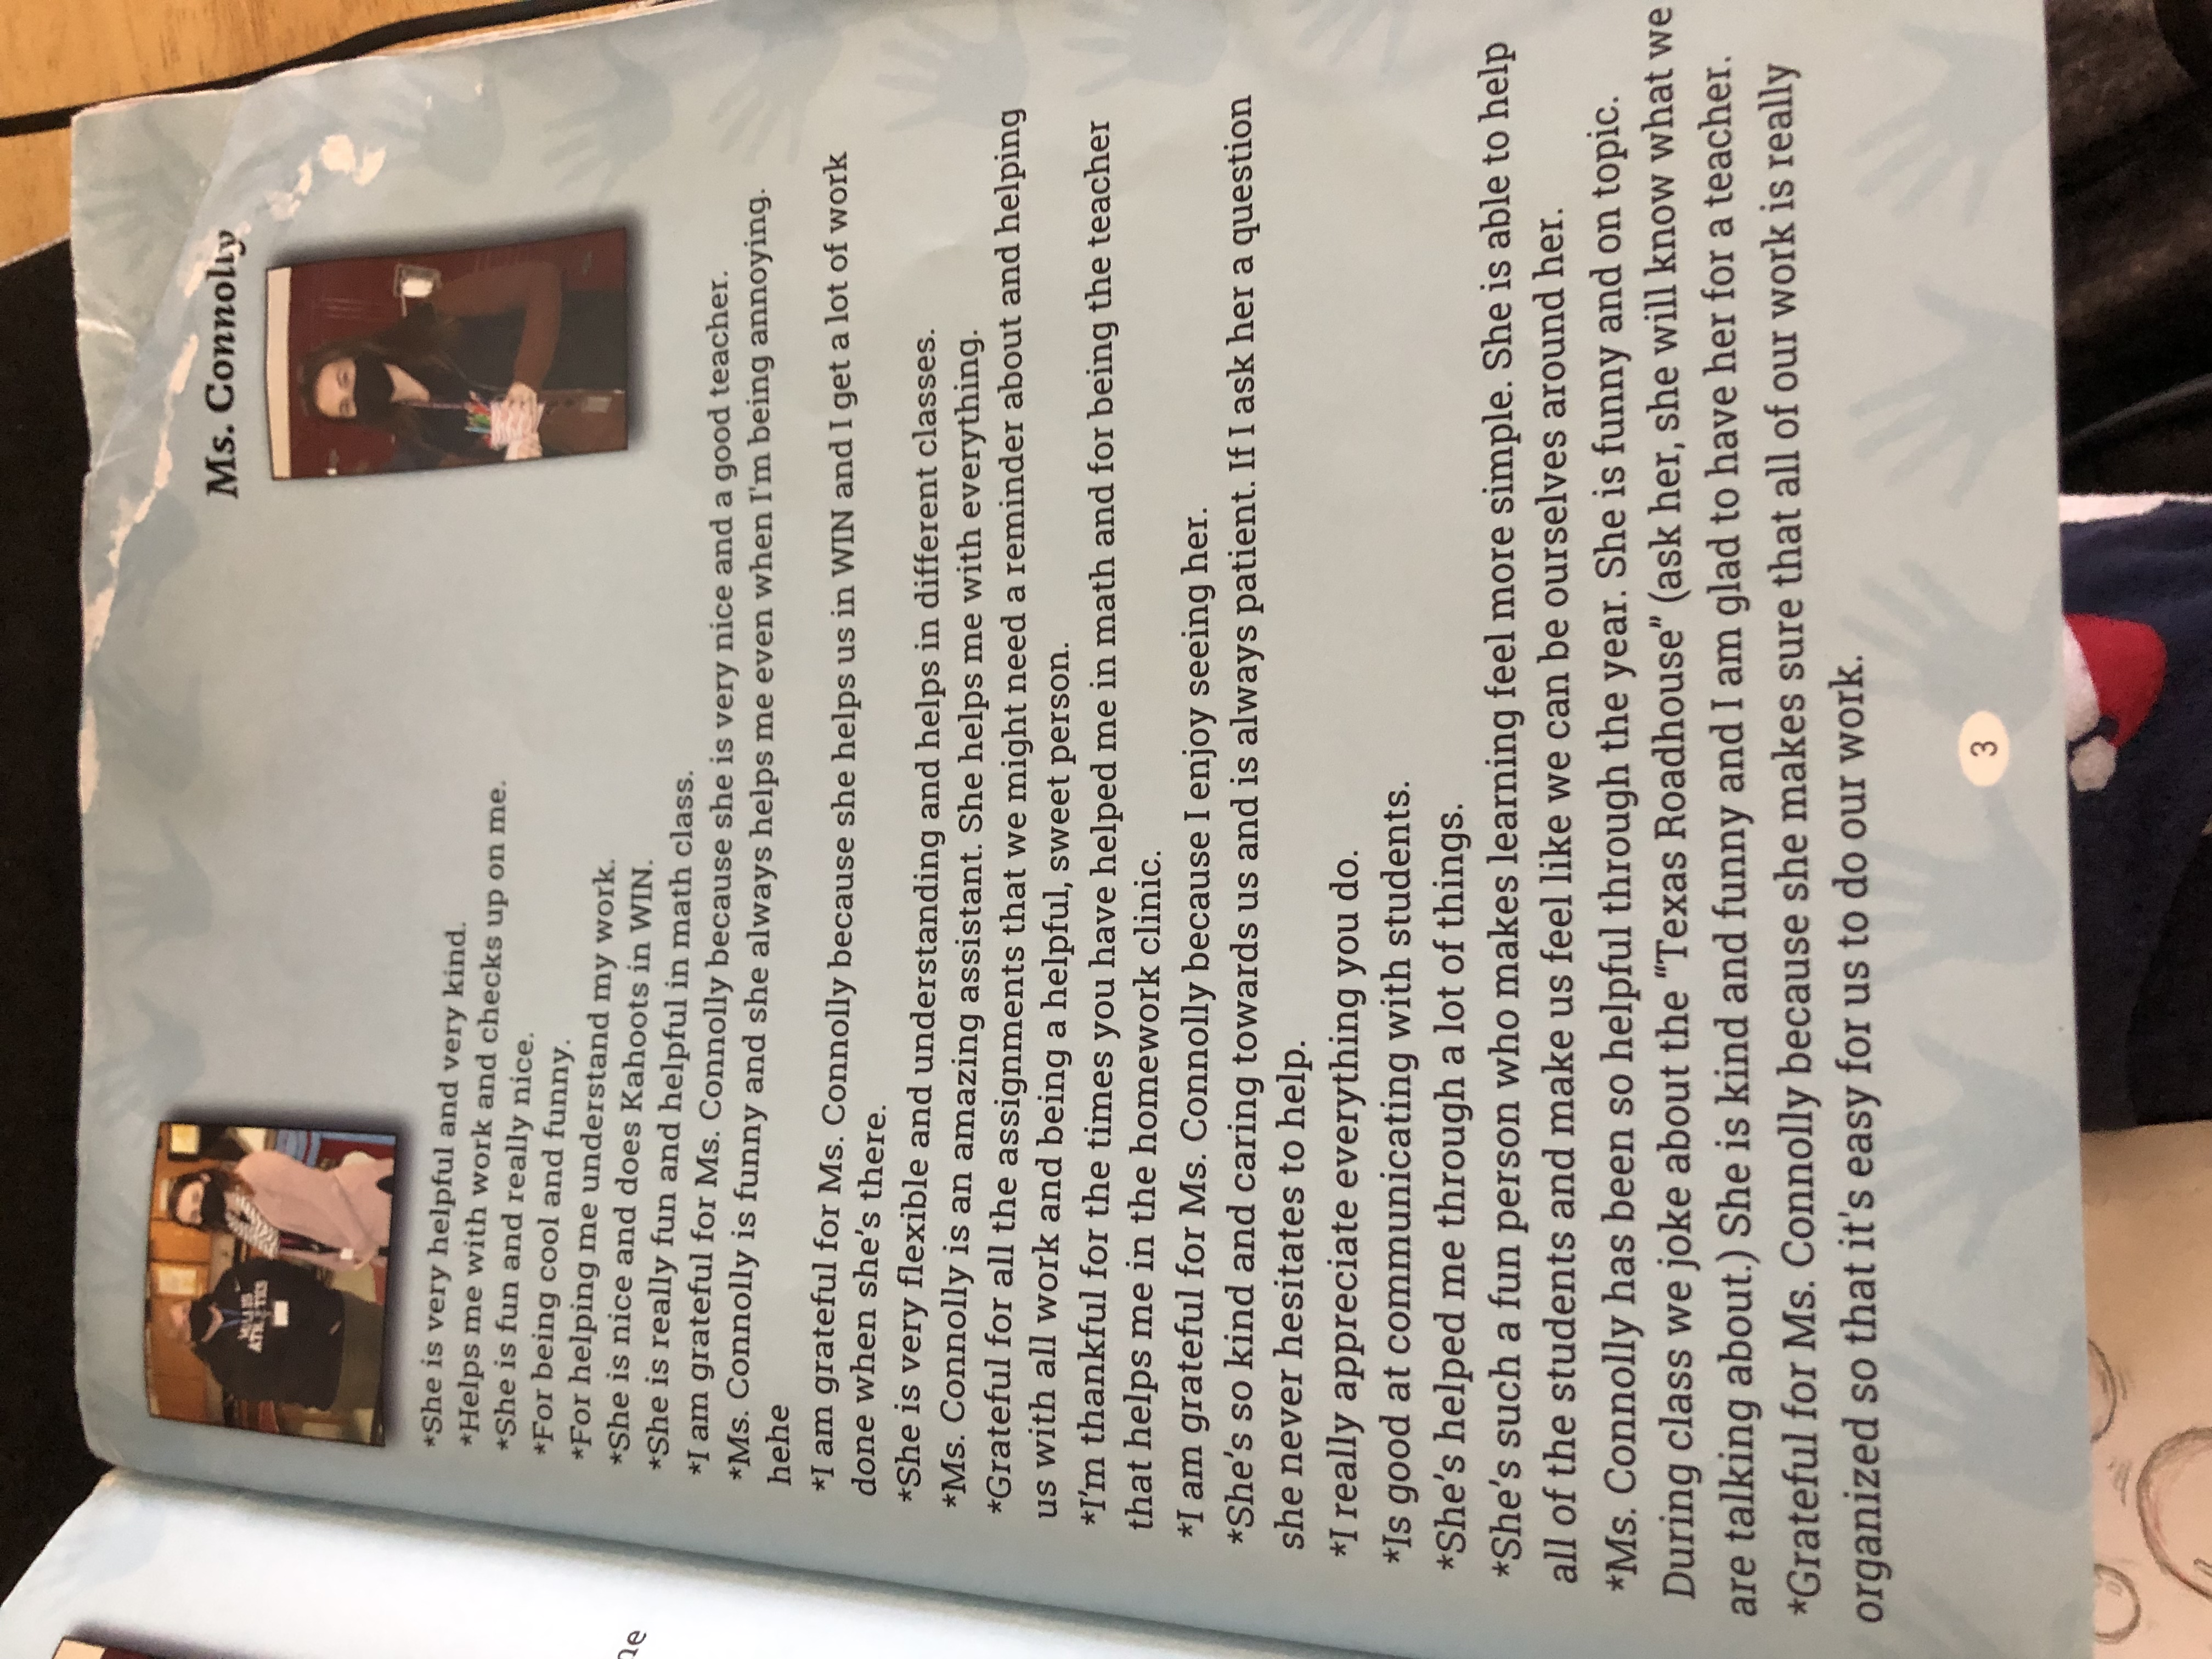 Ms. Connolly
ATHLETICS
*She is very helpful and very kind.
*Helps me with work and checks up on me.
*She is fun and really nice.
*For being cool and funny.
*For helping me understand my work.
*She is nice and does Kahoots in WIN.
*She is really fun and helpful in math class.
*I am grateful for Ms. Connolly because she is very nice and a good teacher.
*Ms. Connolly is funny and she always helps me even when I'm being annoying.
hehe
*I am grateful for Ms. Connolly because she helps us in WIN and I get a lot of work
done when she's there.
*She is very flexible and understanding and helps in different classes.
*Ms. Connolly is an amazing assistant. She helps me with everything.
*Grateful for all the assignments that we might need a reminder about and helping
us with all work and being a helpful, sweet person.
*I'm thankful for the times you have helped me in math and for being the teacher
that helps me in the homework clinic.
*I am grateful for Ms. Connolly because I enjoy seeing her.
*She's so kind and caring towards us and is always patient. If I ask her a question
she never hesitates to help.
*I really appreciate everything you do.
*Is good at communicating with students.
*She's helped me through a lot of things.
*She's such a fun person who makes learning feel more simple. She is able to help
all of the students and make us feel like we can be ourselves around her.
*Ms. Connolly has been so helpful through the year. She is funny and on topic.
During class we joke about the “Texas Roadhouse” (ask her, she will know what we
are talking about.) She is kind and funny and I am glad to have her for a teacher.
*Grateful for Ms. Connolly because she makes sure that all of our work is really
organized so that it's easy for us to do our work.
3